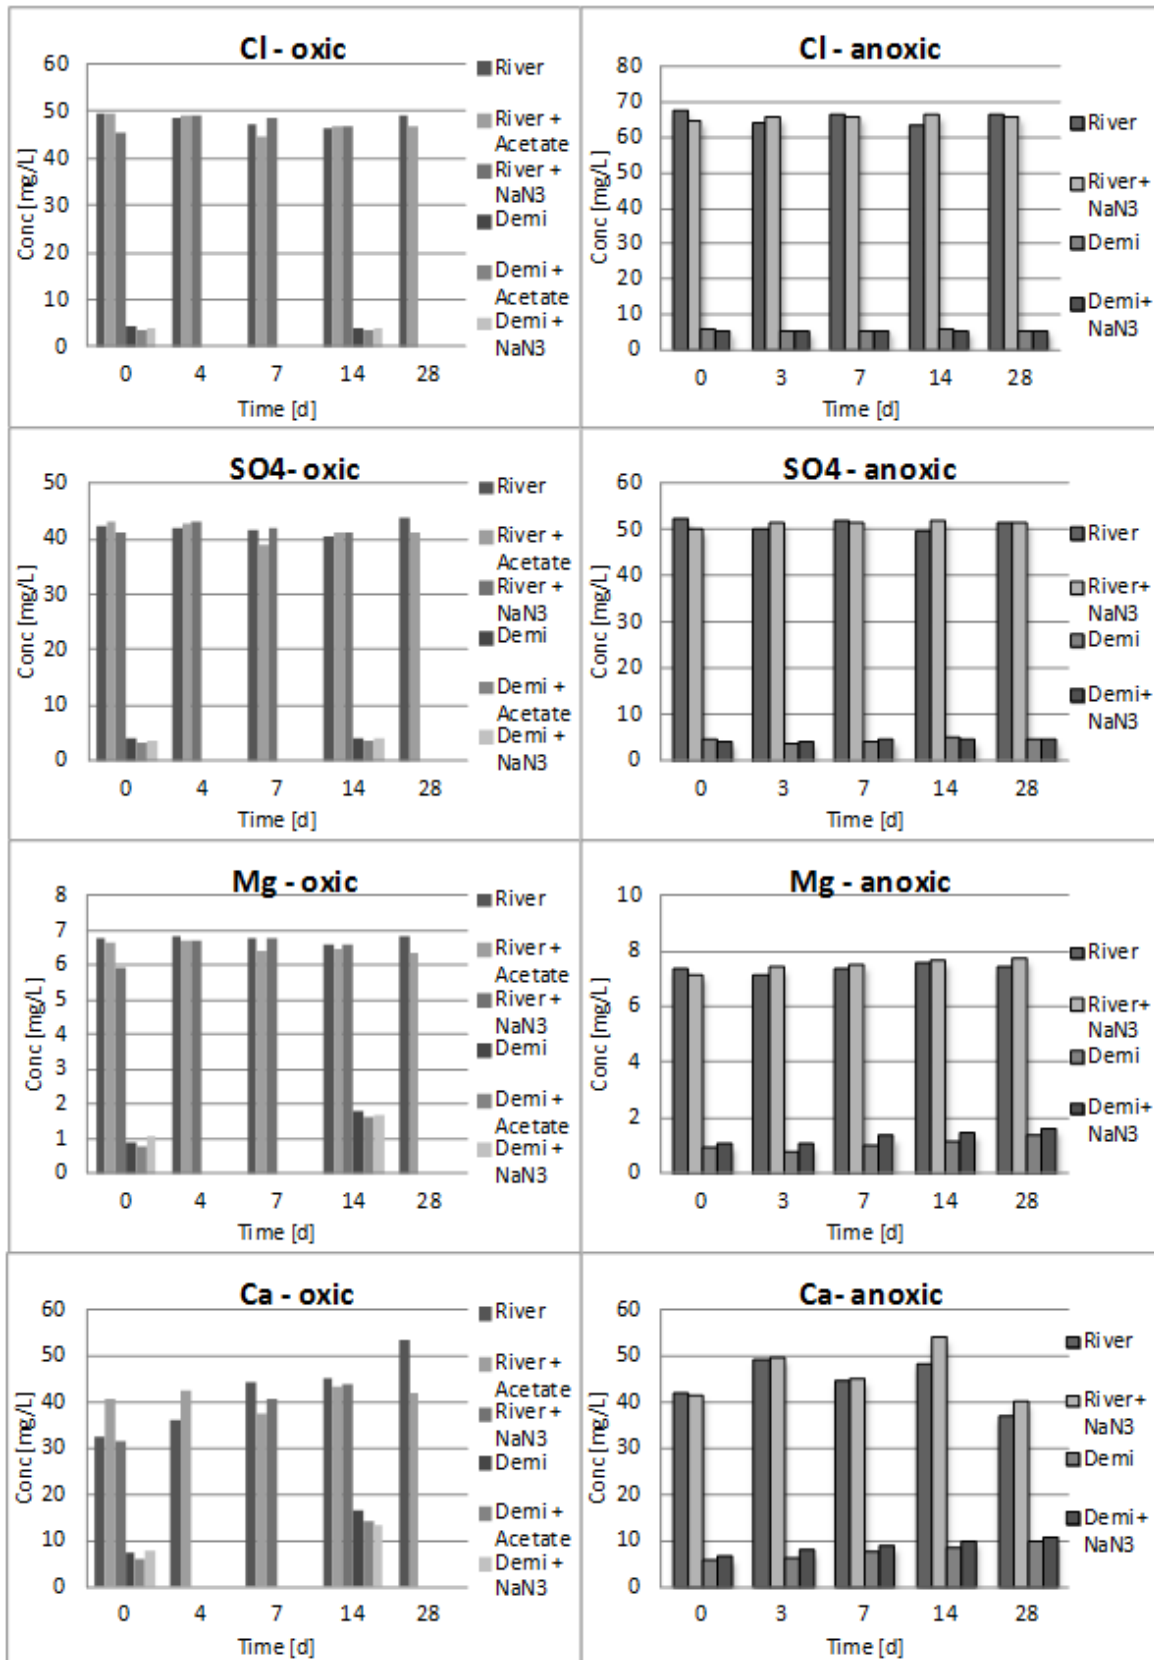 Cl - oxic
60
50
40
30
20
10
0
Conc [mg/L]
0 4 7 14 28
Time [d]
River
River +
Acetate
River +
NaN3
Demi
Demi +
Acetate
Demi +
NaN3
Cl - anoxic
80
70
60
50
40
30
20
10
0
Conc [mg/L]
0 3 7 14 28
Time [d]
River
River+
NaN3
Demi
Demi+
NaN3
SO4- oxic
50
40
30
20
10
0
Conc [mg/L]
0 4 7 14 28
Time [d]
River
River +
Acetate
River +
NaN3
Demi
Demi +
Acetate
Demi +
NaN3
SO4 - anoxic
60
50
40
30
20
10
0
Conc [mg/L]
0 3 7 14 28
Time [d]
River
River+
NaN3
Demi
Demi+
NaN3
Mg - oxic
8
7
6
5
4
3
2
1
0
Conc [mg/L]
0 4 7 14 28
Time [d]
River
River +
Acetate
River +
NaN3
Demi
Demi +
Acetate
Demi +
NaN3
Mg - anoxic
10
8
6
4
2
0
Conc [mg/L]
0 3 7 14 28
Time [d]
River
River+
NaN3
Demi
Demi+
NaN3
Ca - oxic
60
50
40
30
20
10
0
Conc [mg/L]
0 4 7 14 28
Time [d]
River
River +
Acetate
River +
NaN3
Demi
Demi +
Acetate
Demi +
NaN3
Ca- anoxic
60
50
40
30
20
10
0
Conc [mg/L]
0 3 7 14 28
Time [d]
River
River+
NaN3
Demi
Demi+
NaN3